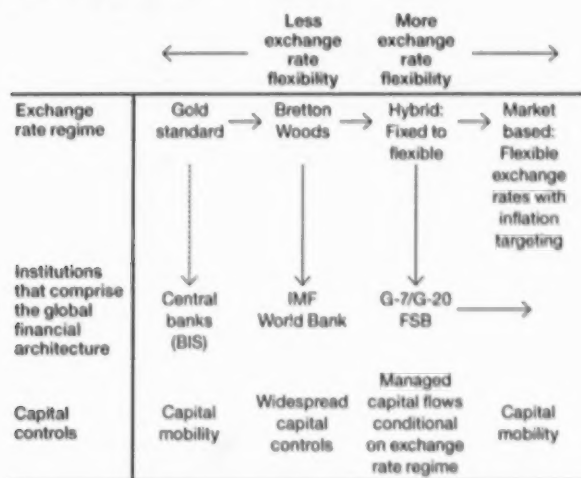 Less
exchange
rate
flexibility
More
exchange
rate
flexibility
Exchange
rate regime
Gold
standard
Bretton
Woods
Hybrid:
Fixed to
flexible
Market
based:
Flexible
exchange
rates with
inflation
targeting
Institutions
that comprise
the global
financial
architecture
Central
banks
(BIS)
IMF
World Bank
G-7/G-20
FSB
Capital
controls
Capital
mobility
Widespread
capital
controls
Managed
capital flows
conditional
on exchange
rate regime
Capital
mobility